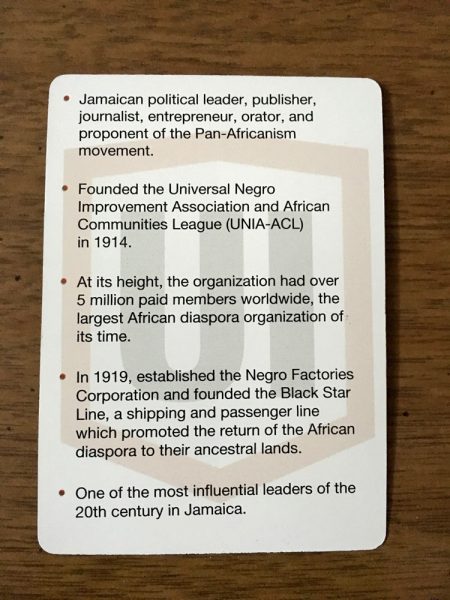 • Jamaican political leader, publisher,
journalist, entrepreneur, orator, and
proponent of the Pan-Africanism
movement.
• Founded the Universal Negro
Improvement Association and African
Communities League (UNIA-ACL)
in 1914.
• At its height, the organization had over
5 million paid members worldwide, the
largest African diaspora organization of
its time.
• In 1919, established the Negro Factories
Corporation and founded the Black Star
Line, a shipping and passenger line
which promoted the return of the African
diaspora to their ancestral lands.
• One of the most influential leaders of the
20th century in Jamaica.
UI